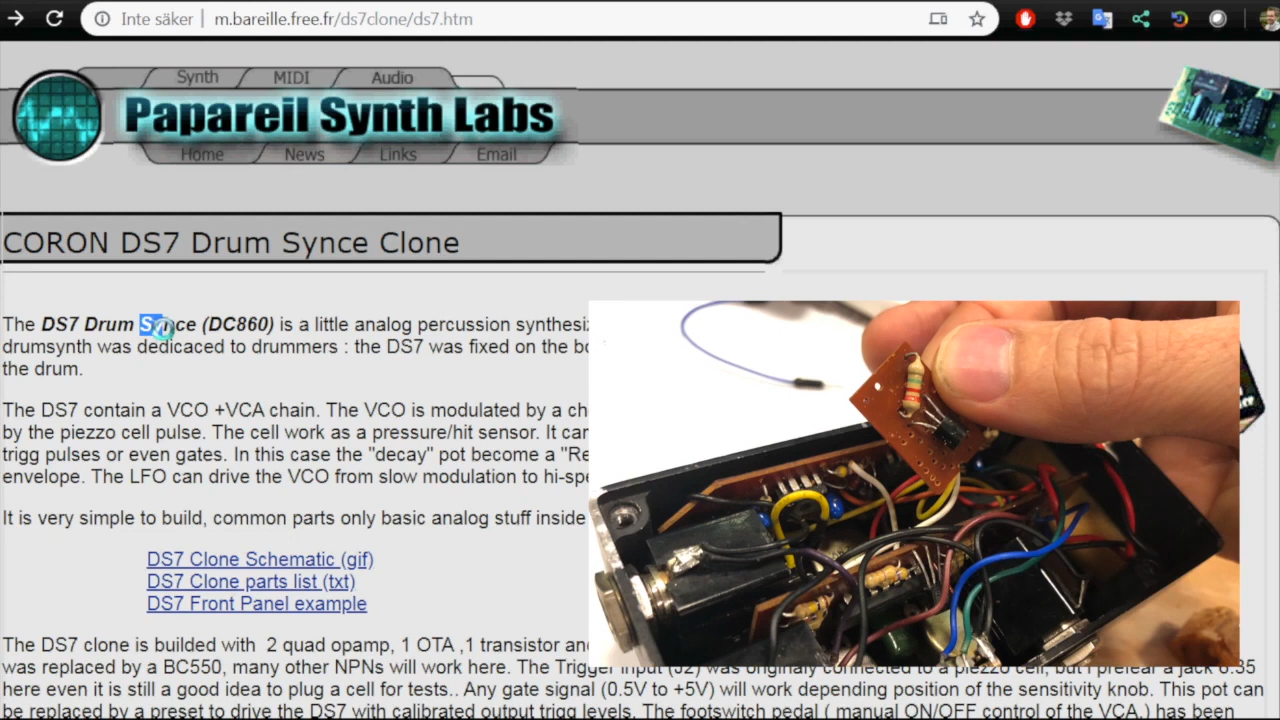 Inte säker | m.bareille.free.fr/ds7clone/ds7.htm
Synth MIDI Audio
Papareil Synth Labs
Home News Links Email
CORON DS7 Drum Synce Clone
The DS7 Drum Synce (DC860) is a little analog percussion
drumsynth was dedicaced to drummers : the DS7 was fixed on the
the drum.
The DS7 contain a VCO +VCA chain. The VCO is modulated by a
by the piezzo cell pulse. The cell work as a pressure/hit sensor. It
trigg pulses or even gates. In this case the "decay" pot become a
envelope. The LFO can drive the VCO from slow modulation to
It is very simple to build, common parts only basic analog stuff inside
DS7 Clone Schematic (gif)
DS7 Clone parts list (txt)
DS7 Front Panel example
The DS7 clone is builded with 2 quad opamp, 1 OTA ,1 transistor
was replaced by a BC550, many other NPNs will work here. The Trigger input (J2) was originaly connected to a piezzo cell, but i prefear a jack 6.35
here even it is still a good idea to plug a cell for tests.. Any gate signal (0.5V to +5V) will work depending position of the sensitivity knob. This pot can
be replaced by a preset to drive the DS7 with calibrated output trigg levels. The footswitch pedal ( manual ON/OFF control of the VCA ) has been